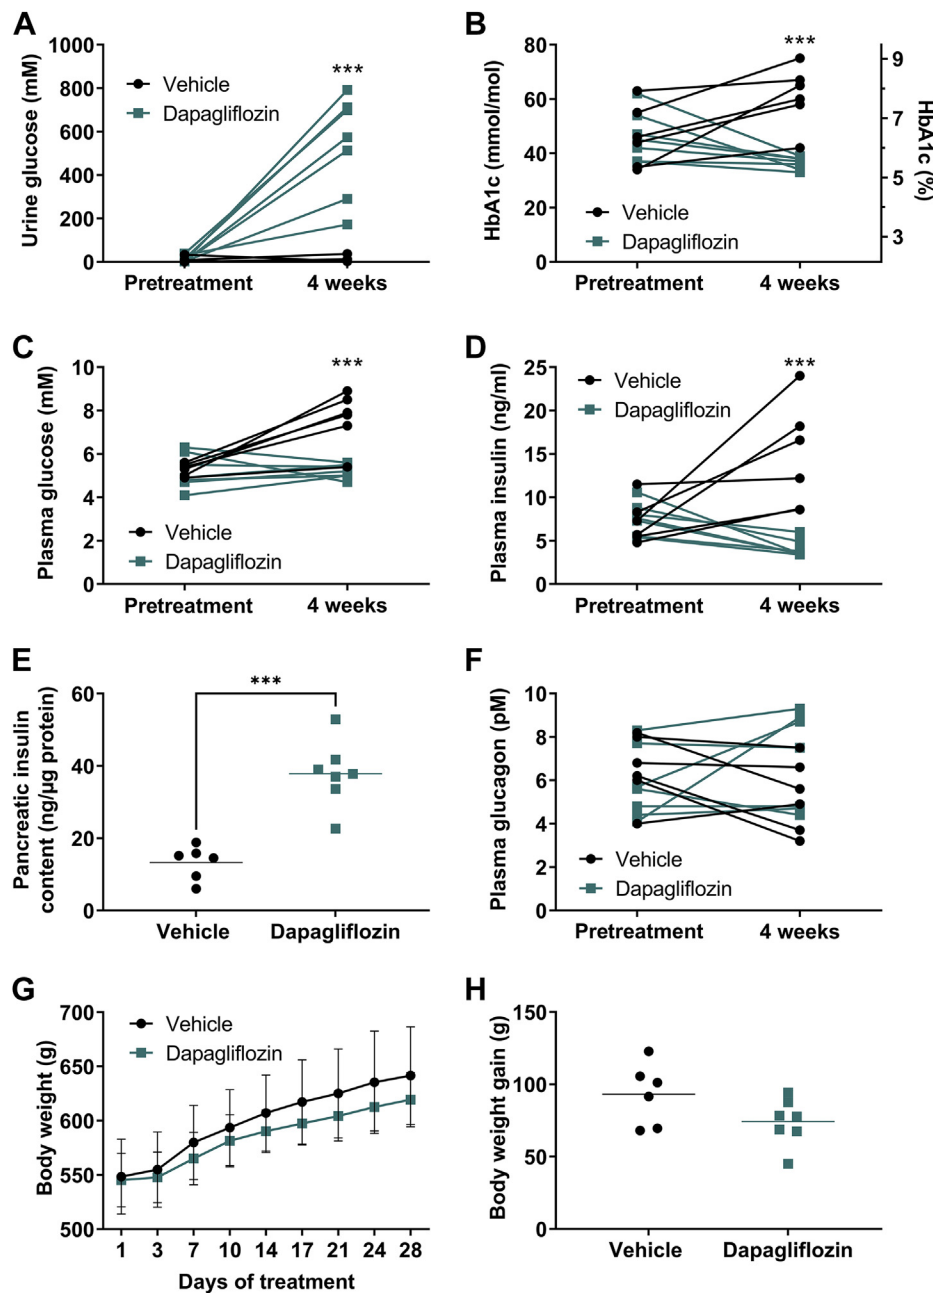 A
Urine glucose (mM)
1000
800
600
400
200
0
Vehicle
Dapagliflozin
***
Pretreatment
4 weeks
B
HbA1c (mmol/mol)
80
60
40
20
0
Vehicle
Dapagliflozin
***
9
7
5
3
HbA1c (%)
Pretreatment
4 weeks
C
Plasma glucose (mM)
10
8
6
4
2
0
***
Vehicle
Dapagliflozin
Pretreatment
4 weeks
D
Plasma insulin (ng/ml)
25
20
15
10
5
0
Vehicle
Dapagliflozin
***
Pretreatment
4 weeks
E
Pancreatic insulin
content (ng/µg protein)
60
40
20
0
***
Vehicle
Dapagliflozin
F
Plasma glucagon (pM)
10
8
6
4
2
0
Vehicle
Dapagliflozin
Pretreatment
4 weeks
G
Body weight (g)
700
650
600
550
500
Vehicle
Dapagliflozin
1 3 7 10 14 17 21 24 28
Days of treatment
H
Body weight gain (g)
150
100
50
0
Vehicle
Dapagliflozin